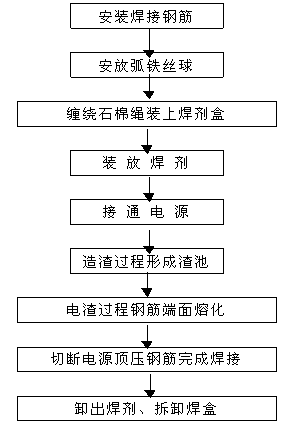 安装焊接钢筋
安放弧铁丝球
缠绕石棉绳装上焊剂盒
装放焊剂
接通电源
造渣过程形成渣池
电渣过程钢筋端面熔化
切断电源顶压钢筋完成焊接
卸出焊剂、拆卸焊盒